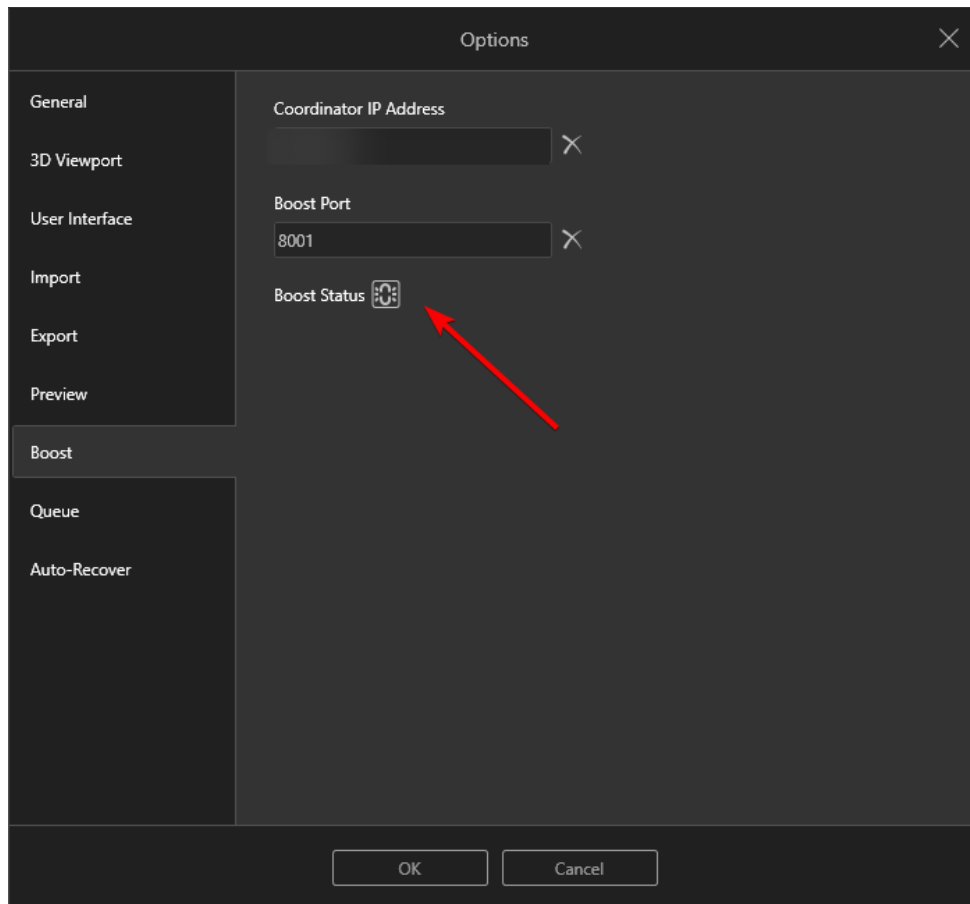 Options
General
3D Viewport
User Interface
Import
Export
Preview
Boost
Queue
Auto-Recover
Coordinator IP Address
Boost Port
8001
Boost Status
OK
Cancel